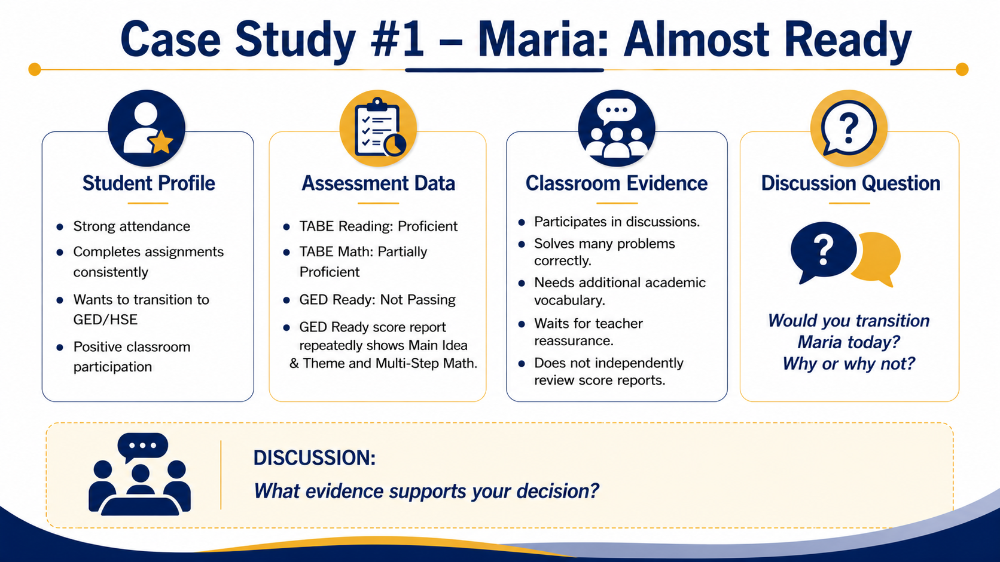 Case Study #1 – Maria: Almost Ready
Student Profile
• Strong attendance
• Completes assignments
consistently
• Wants to transition to
GED/HSE
• Positive classroom
participation
Assessment Data
• TABE Reading: Proficient
• TABE Math: Partially
Proficient
• GED Ready: Not Passing
• GED Ready score report
repeatedly shows Main Idea
& Theme and Multi-Step Math.
Classroom Evidence
• Participates in discussions.
• Solves many problems
correctly.
• Needs additional academic
vocabulary.
• Waits for teacher
reassurance.
• Does not independently
review score reports.
Discussion Question
?
?
Would you transition
Maria today?
Why or why not?
DISCUSSION:
What evidence supports your decision?